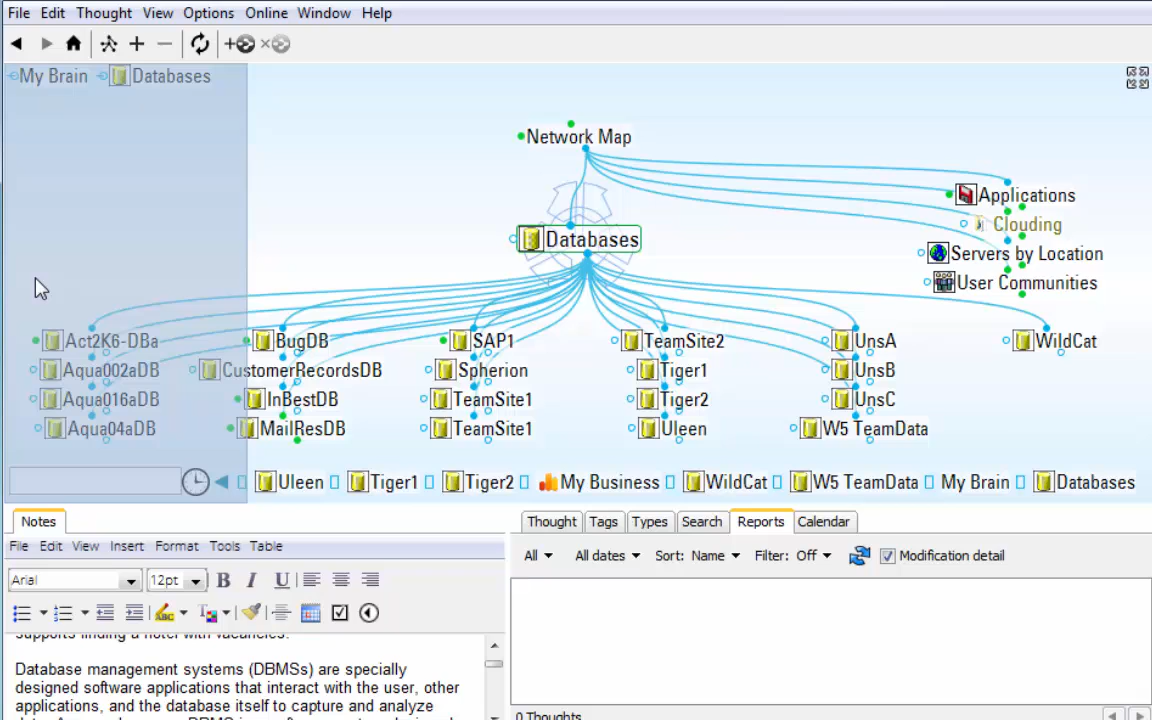 File Edit Thought View Options Online Window Help
My Brain Databases
Network Map
Applications
Clouding
Databases
Servers by Location
User Communities
Act2K6-DBa BugDB SAP1 TeamSite2 UnsA WildCat
Aqua002aDB CustomerRecordsDB Spherion Tiger1 UnsB
Aqua016aDB InBestDB TeamSite1 Tiger2 UnsC
Aqua04aDB MailResDB TeamSite1 Uleen W5 TeamData
Uleen Tiger1 Tiger2 My Business WildCat W5 TeamData My Brain Databases
Notes Thought Tags Types Search Reports Calendar
File Edit View Insert Format Tools Table
All All dates Sort: Name Filter: Off Modification detail
Arial 12pt B I U
ABC T
supports finding a hotel with vacancies.
Database management systems (DBMSs) are specially
designed software applications that interact with the user, other
applications, and the database itself to capture and analyze
0 Thoughts